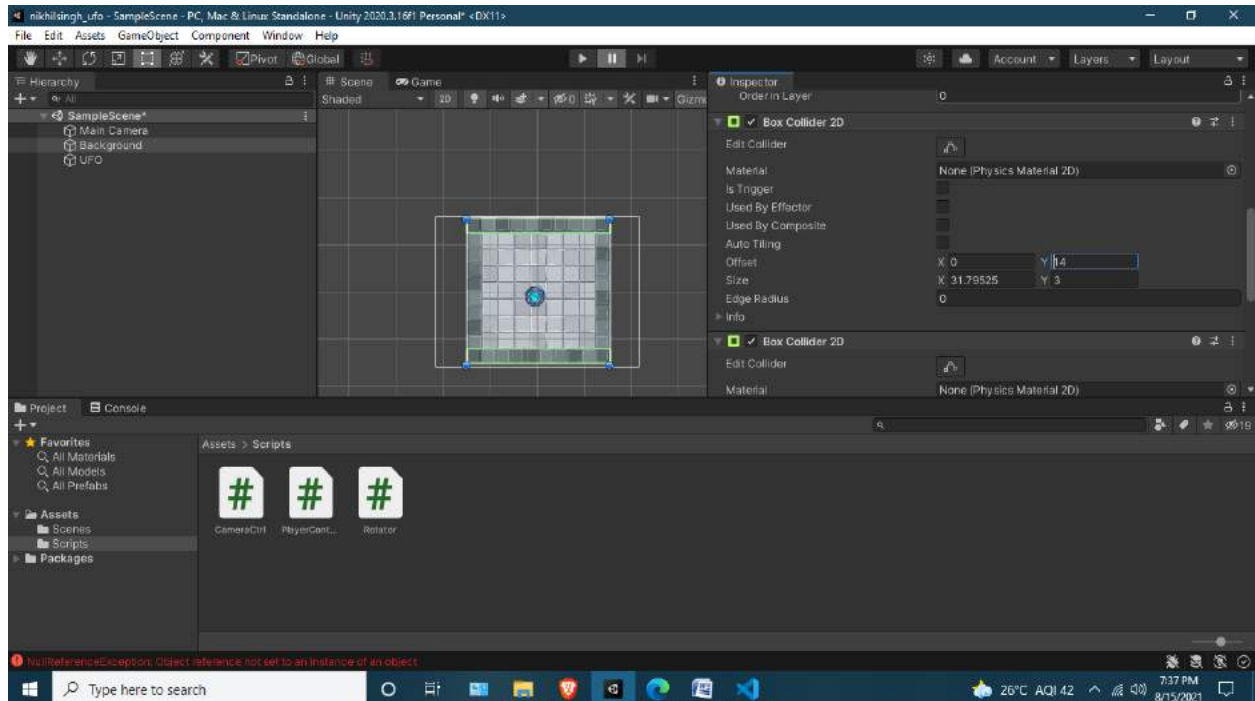 nikhilsingh_ufo - SampleScene - PC, Mac & Linux Standalone - Unity 2020.3.16f1 Personal* <DX11>
File Edit Assets GameObject Component Window Help
Pivot Global Account Layers Layout
Hierarchy
All
SampleScene*
Main Camera
Background
UFO
Scene Game
Shaded 2D 0 Gizm
Inspector
Order in Layer 0
Box Collider 2D
Edit Collider
Material None (Physics Material 2D)
Is Trigger
Used By Effector
Used By Composite
Auto Tiling
Offset X 0 Y 14
Size X 31.79525 Y 3
Edge Radius 0
Info
Box Collider 2D
Edit Collider
Material None (Physics Material 2D)
Project Console
19
Favorites
All Materials
All Models
All Prefabs
Assets
Scenes
Scripts
Packages
Assets > Scripts
# # #
CameraCtrl PlayerCont... Rotator
NullReferenceException: Object reference not set to an instance of an object
Type here to search
26°C AQI 42
7:37 PM
8/15/2021